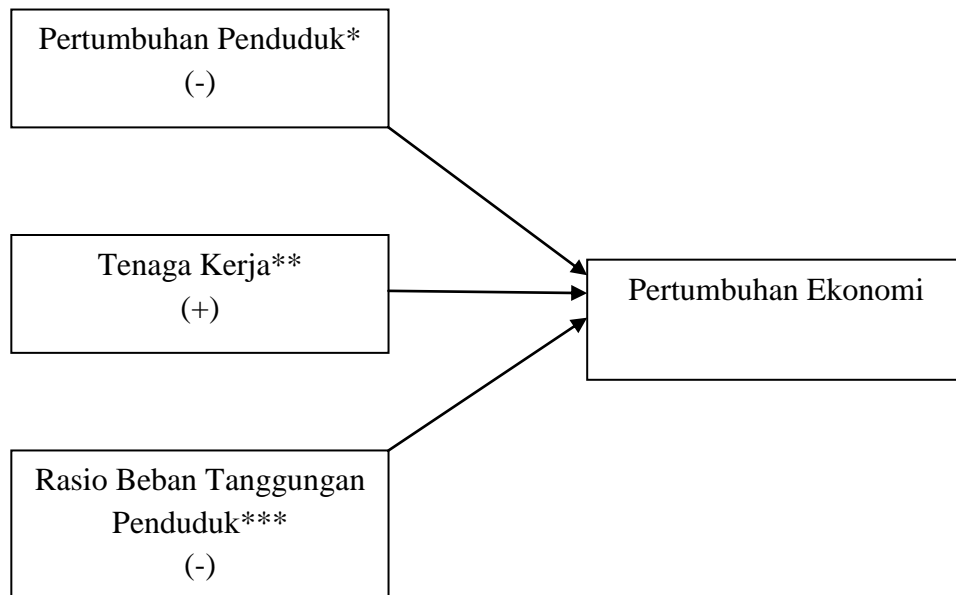 Pertumbuhan Penduduk*
(-)
Tenaga Kerja**
(+)
Pertumbuhan Ekonomi
Rasio Beban Tanggungan
Penduduk***
(-)